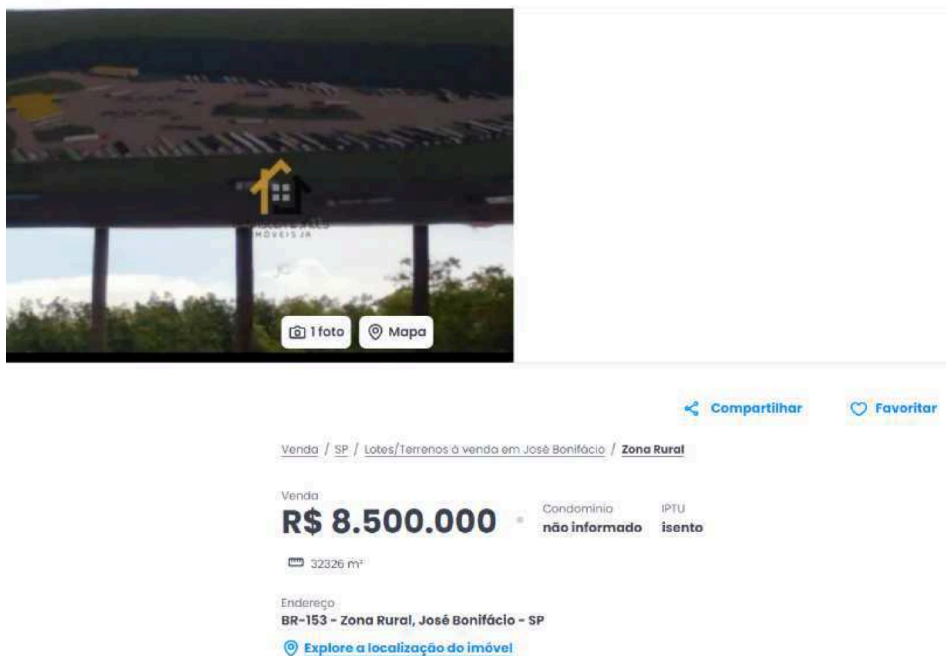 IMÓVEIS JA
1 foto
Mapa
Compartilhar
Favoritar
Venda / SP / Lotes/Terrenos à venda em José Bonifácio / Zona Rural
Venda
R$ 8.500.000
Condomínio
não informado
IPTU
isento
32326 m²
Endereço
BR-153 - Zona Rural, José Bonifácio - SP
Explore a localização do imóvel